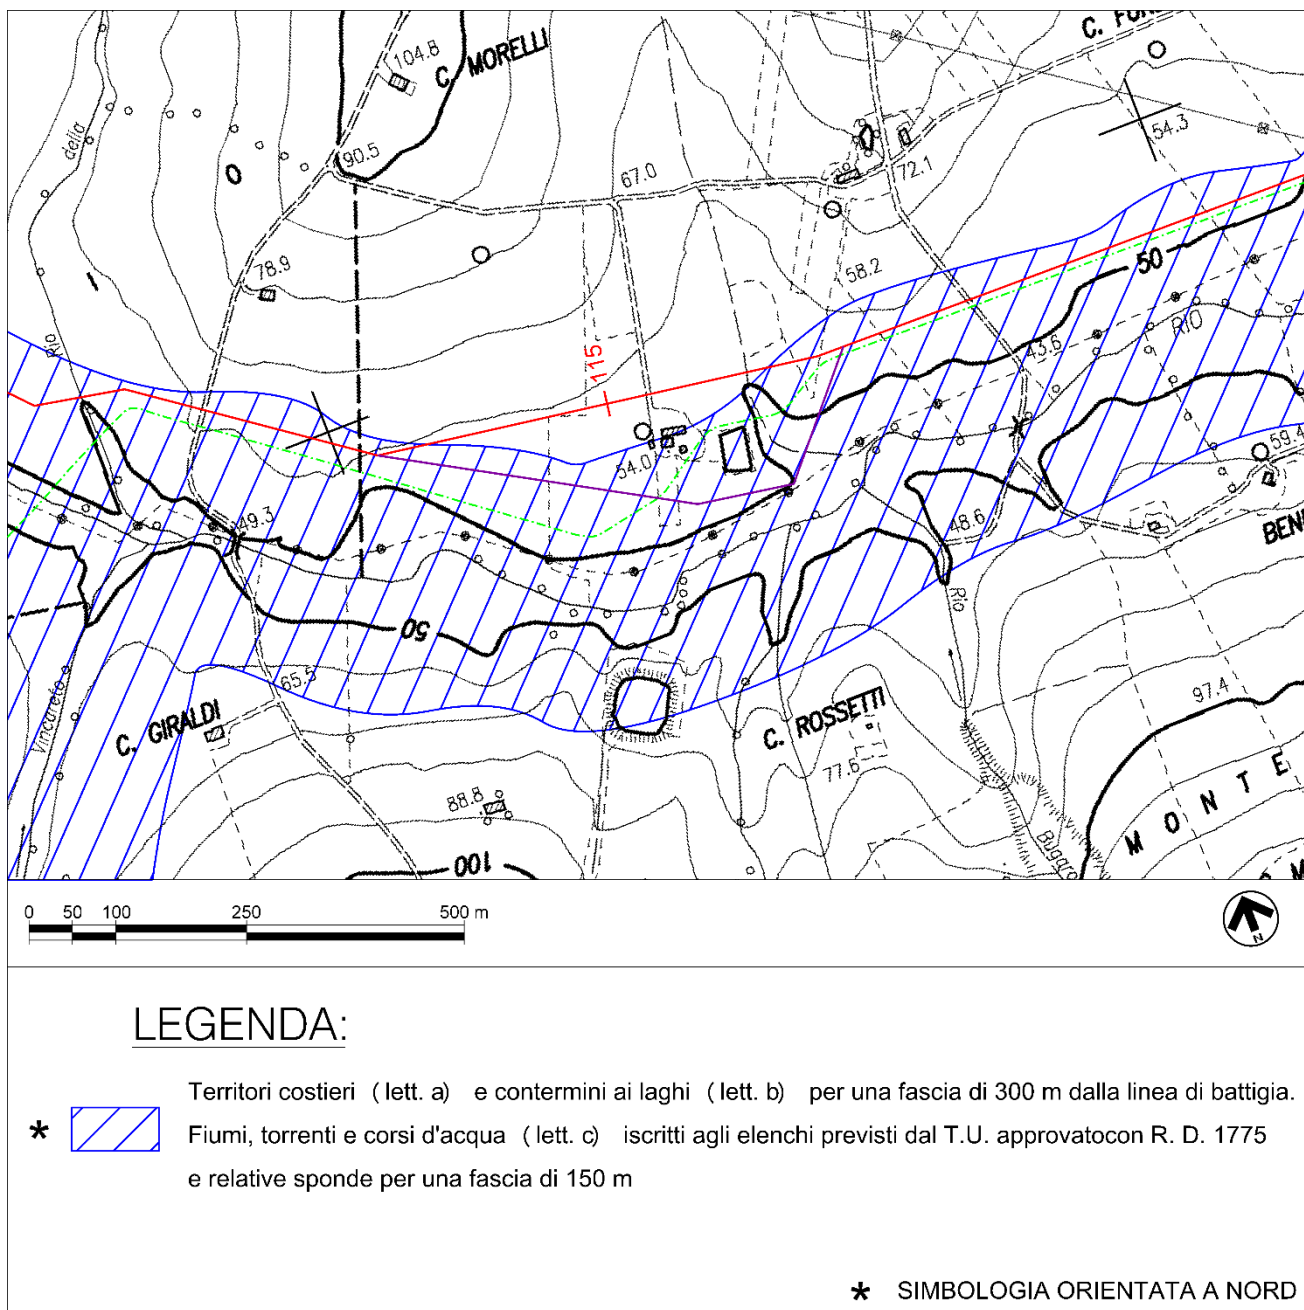 C. MORELLI
104.8
90.5
67.0
72.1
54.3
della
78.9
58.2
50
Rio
115
43.6
RIO
54.0
59.4
49.3
48.6
50
Rio
65.5
C. GIRALDI
Vincareto
C. ROSSETTI
77.6
97.4
88.8
MONTE
100
0 50 100 250 500 m
N
LEGENDA:
Territori costieri (lett. a) e contermini ai laghi (lett. b) per una fascia di 300 m dalla linea di battigia.
* Fiumi, torrenti e corsi d'acqua (lett. c) iscritti agli elenchi previsti dal T.U. approvatocon R. D. 1775
e relative sponde per una fascia di 150 m
* SIMBOLOGIA ORIENTATA A NORD